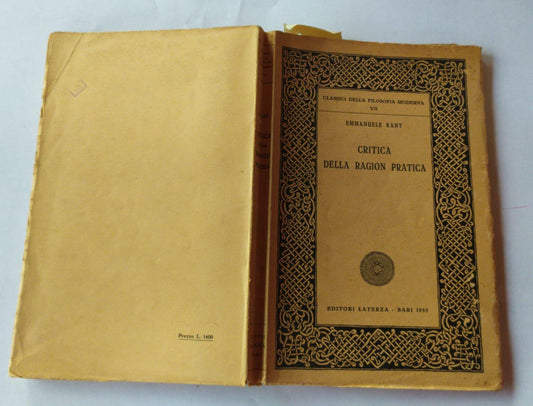 CLASSICI DELLA FILOSOFIA MODERNA
VII
EMMANUELE KANT
CRITICA
DELLA RAGION PRATICA
EDITORI LATERZA - BARI 1955
Prezzo L. 1400